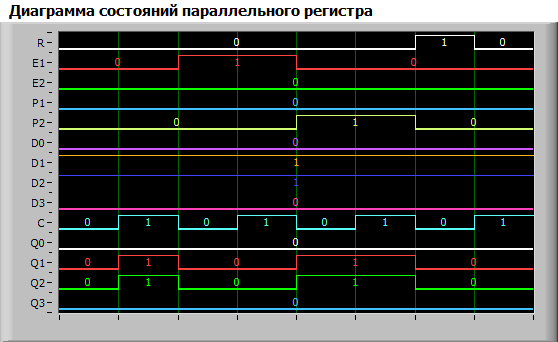 Диаграмма состояний параллельного регистра
R 0 1 0
E1 0 1 0
E2 0
P1 0
P2 0 1 0
D0 0
D1 1
D2 1
D3 0
C 0 1 0 1 0 1 0 1
Q0 0
Q1 0 1 0 1 0
Q2 0 1 0 1 0
Q3 0